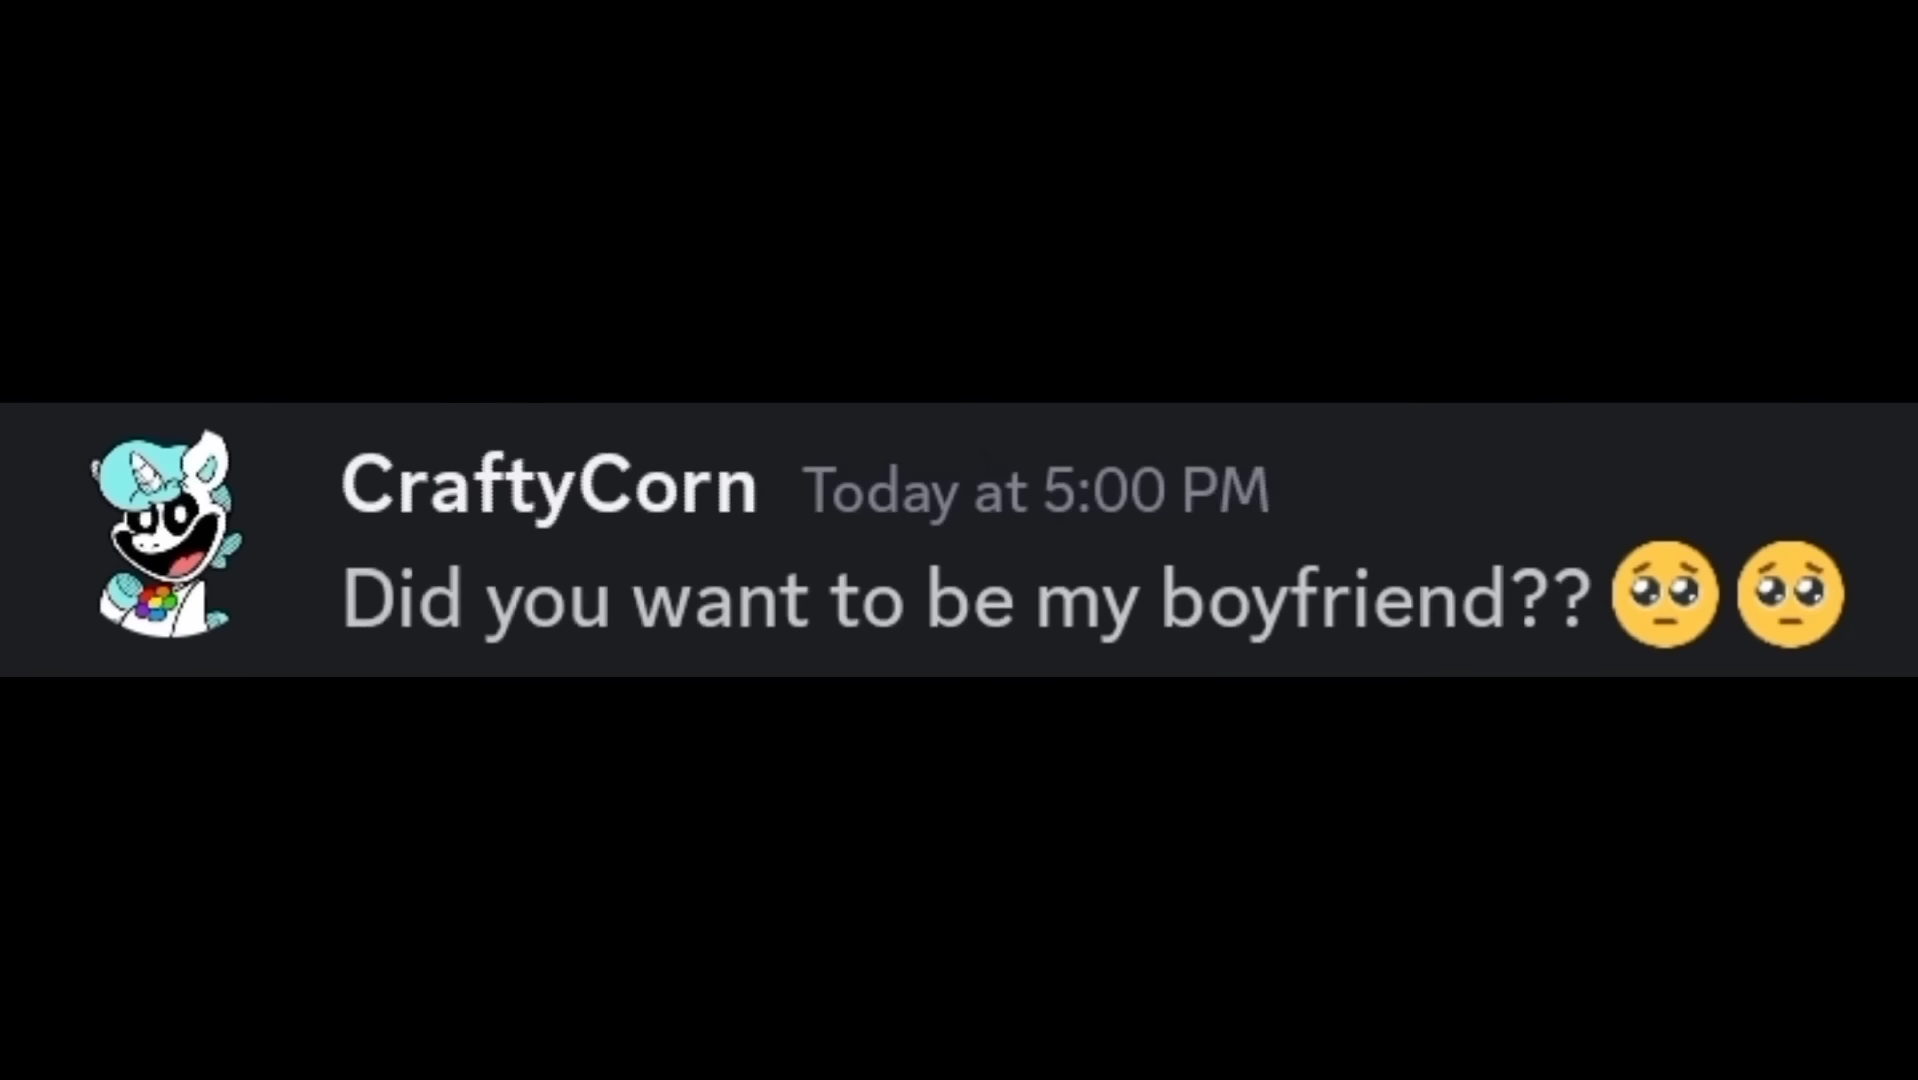 CraftyCorn Today at 5:00 PM
Did you want to be my boyfriend??🥺🥺